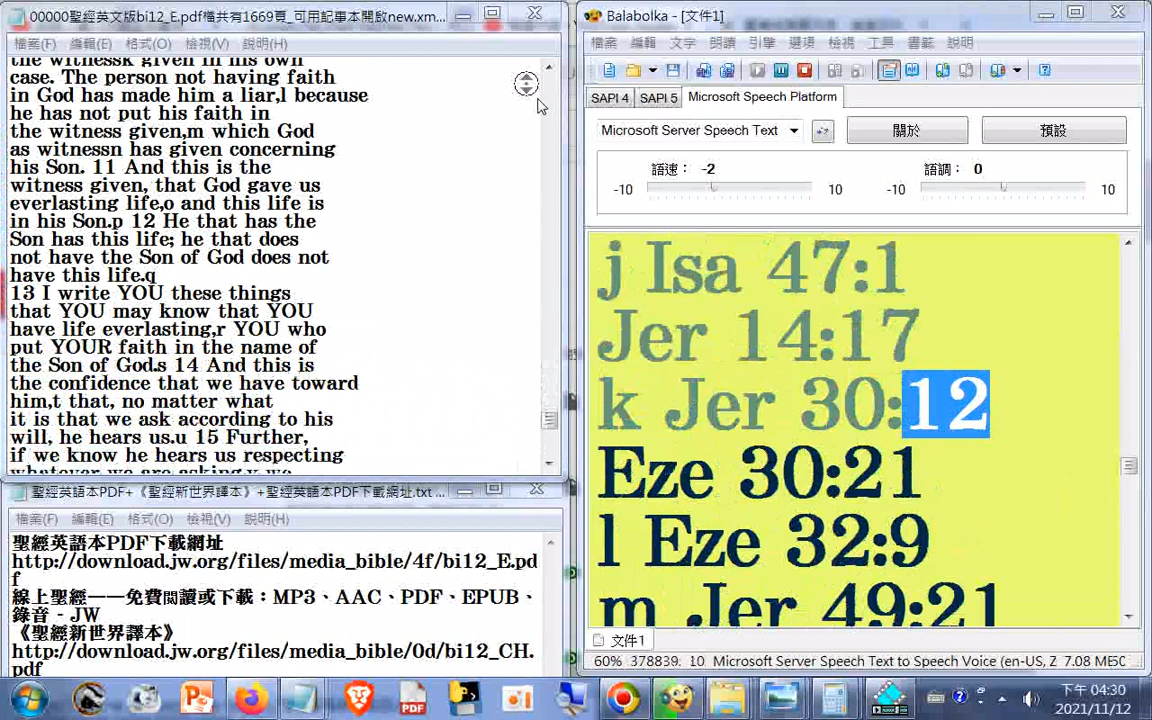 00000聖經英文版bi12_E.pdf檔共有1669頁_可用記事本開啟new.xm...
檔案(F) 編輯(E) 格式(O) 檢視(V) 說明(H)
the witnessk given in his own
case. The person not having faith
in God has made him a liar,l because
he has not put his faith in
the witness given,m which God
as witnessn has given concerning
his Son. 11 And this is the
witness given, that God gave us
everlasting life,o and this life is
in his Son.p 12 He that has the
Son has this life; he that does
not have the Son of God does not
have this life.q
13 I write YOU these things
that YOU may know that YOU
have life everlasting,r YOU who
put YOUR faith in the name of
the Son of God.s 14 And this is
the confidence that we have toward
him,t that, no matter what
it is that we ask according to his
will, he hears us.u 15 Further,
if we know he hears us respecting
whatever we are asking,v we
聖經英語本PDF+《聖經新世界譯本》+聖經英語本PDF下載網址.txt ...
檔案(F) 編輯(E) 格式(O) 檢視(V) 說明(H)
聖經英語本PDF下載網址
http://download.jw.org/files/media_bible/4f/bi12_E.pd
f
線上聖經——免費閱讀或下載：MP3、AAC、PDF、EPUB、
錄音 - JW
《聖經新世界譯本》
http://download.jw.org/files/media_bible/0d/bi12_CH.
pdf
Balabolka - [文件1]
檔案 編輯 文字 朗讀 引擎 選項 檢視 工具 書籤 說明
SAPI 4 SAPI 5 Microsoft Speech Platform
Microsoft Server Speech Text 關於 預設
語速： -2 語調： 0
-10 10 -10 10
j Isa 47:1
Jer 14:17
k Jer 30:12
Eze 30:21
l Eze 32:9
m Jer 49:21
文件1
60% 378839: 10 Microsoft Server Speech Text to Speech Voice (en-US, Z 7.08 ME50
下午 04:30
2021/11/12